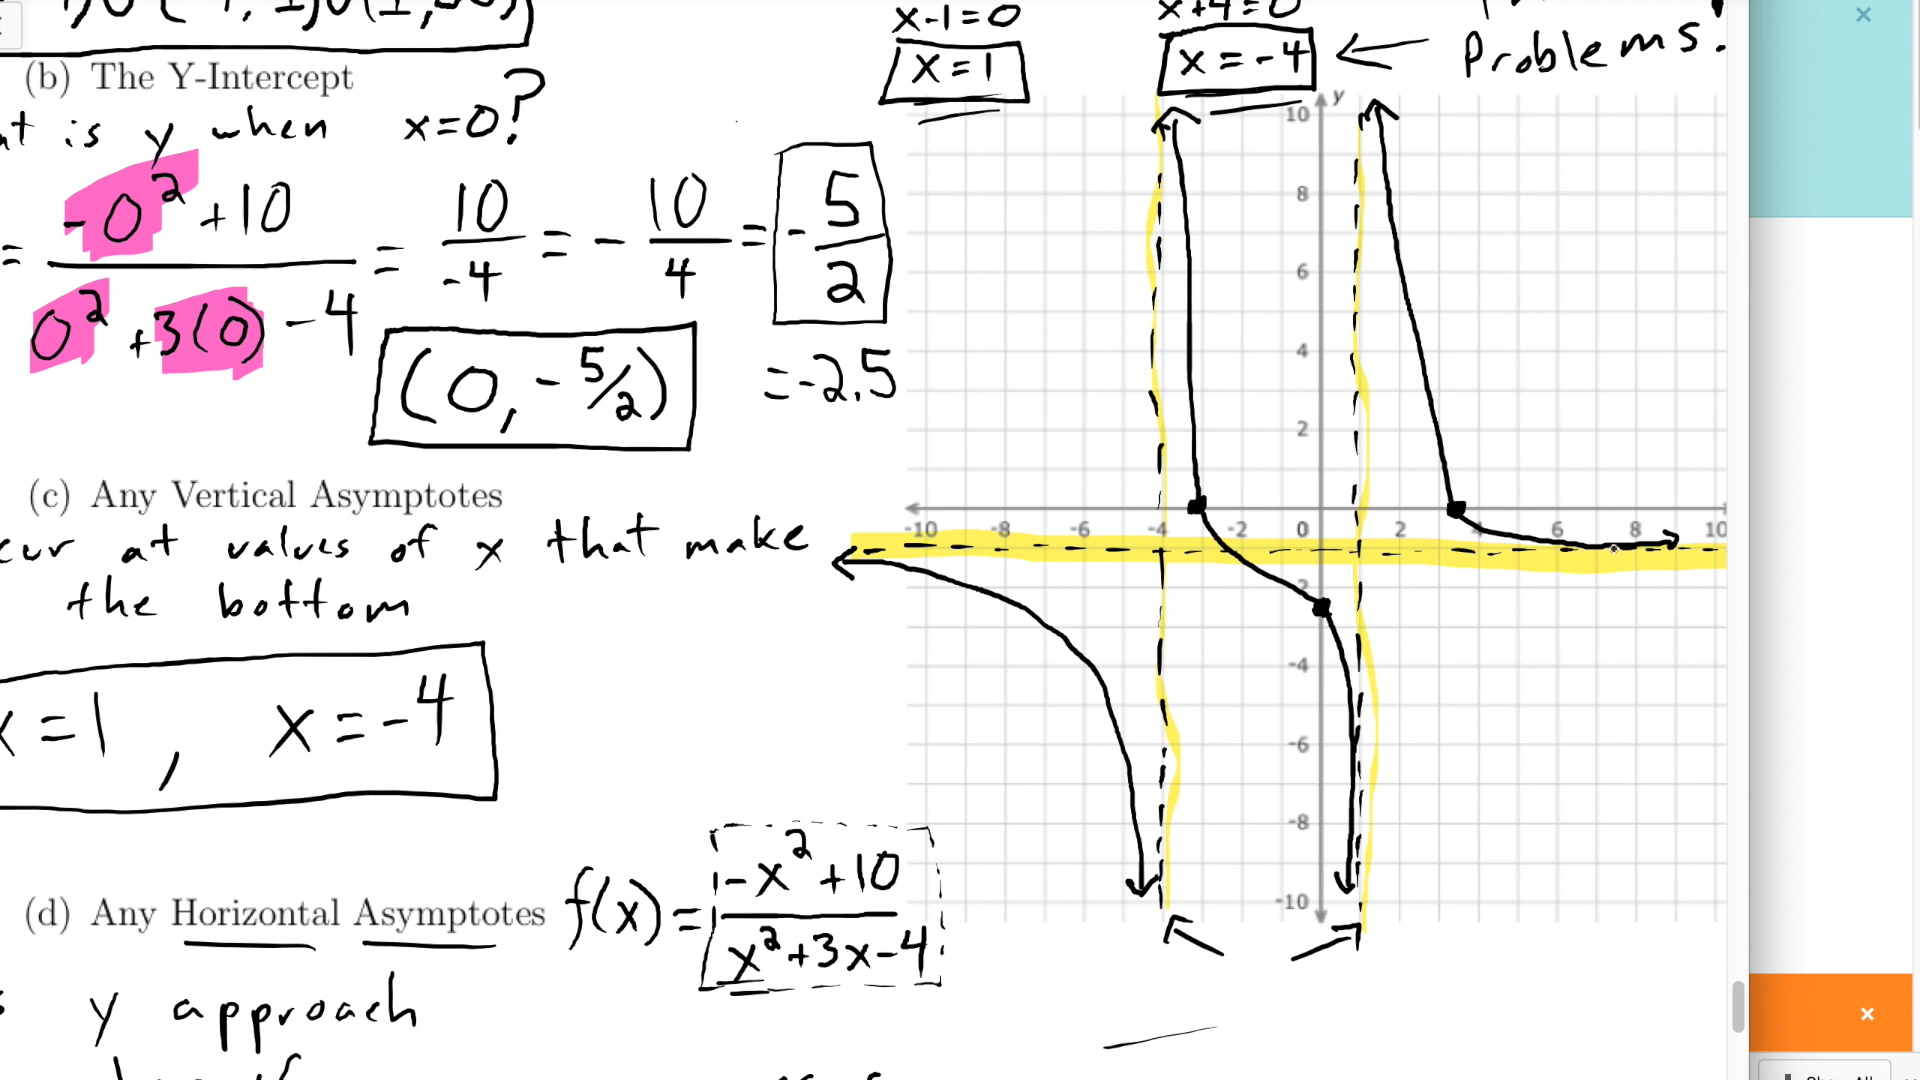 x-1=0
x+4=0
x=1
x=-4 ←
Problems.
(b) The Y-Intercept
is y when x=0?
= -0²+10 / 0²+3(0)-4 = 10/-4 = -10/4 = -5/2
(0, -5/2)
=-2.5
(c) Any Vertical Asymptotes
at values of x that make
the bottom
x=1, x=-4
(d) Any Horizontal Asymptotes
f(x)= -x²+10 / x²+3x-4
y approach
y
10
8
6
4
2
-10 -8 -6 -4 -2 0 2 4 6 8 10
-4
-6
-8
-10